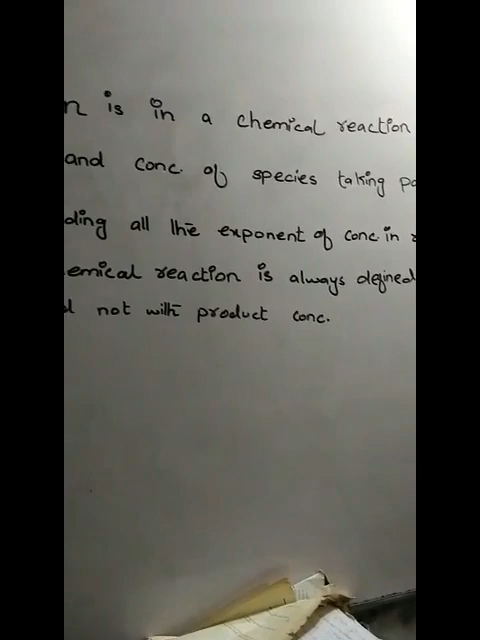 is in a chemical reaction
and conc. of species taking
all the exponent of conc. in
reaction is always defined
not with product conc.